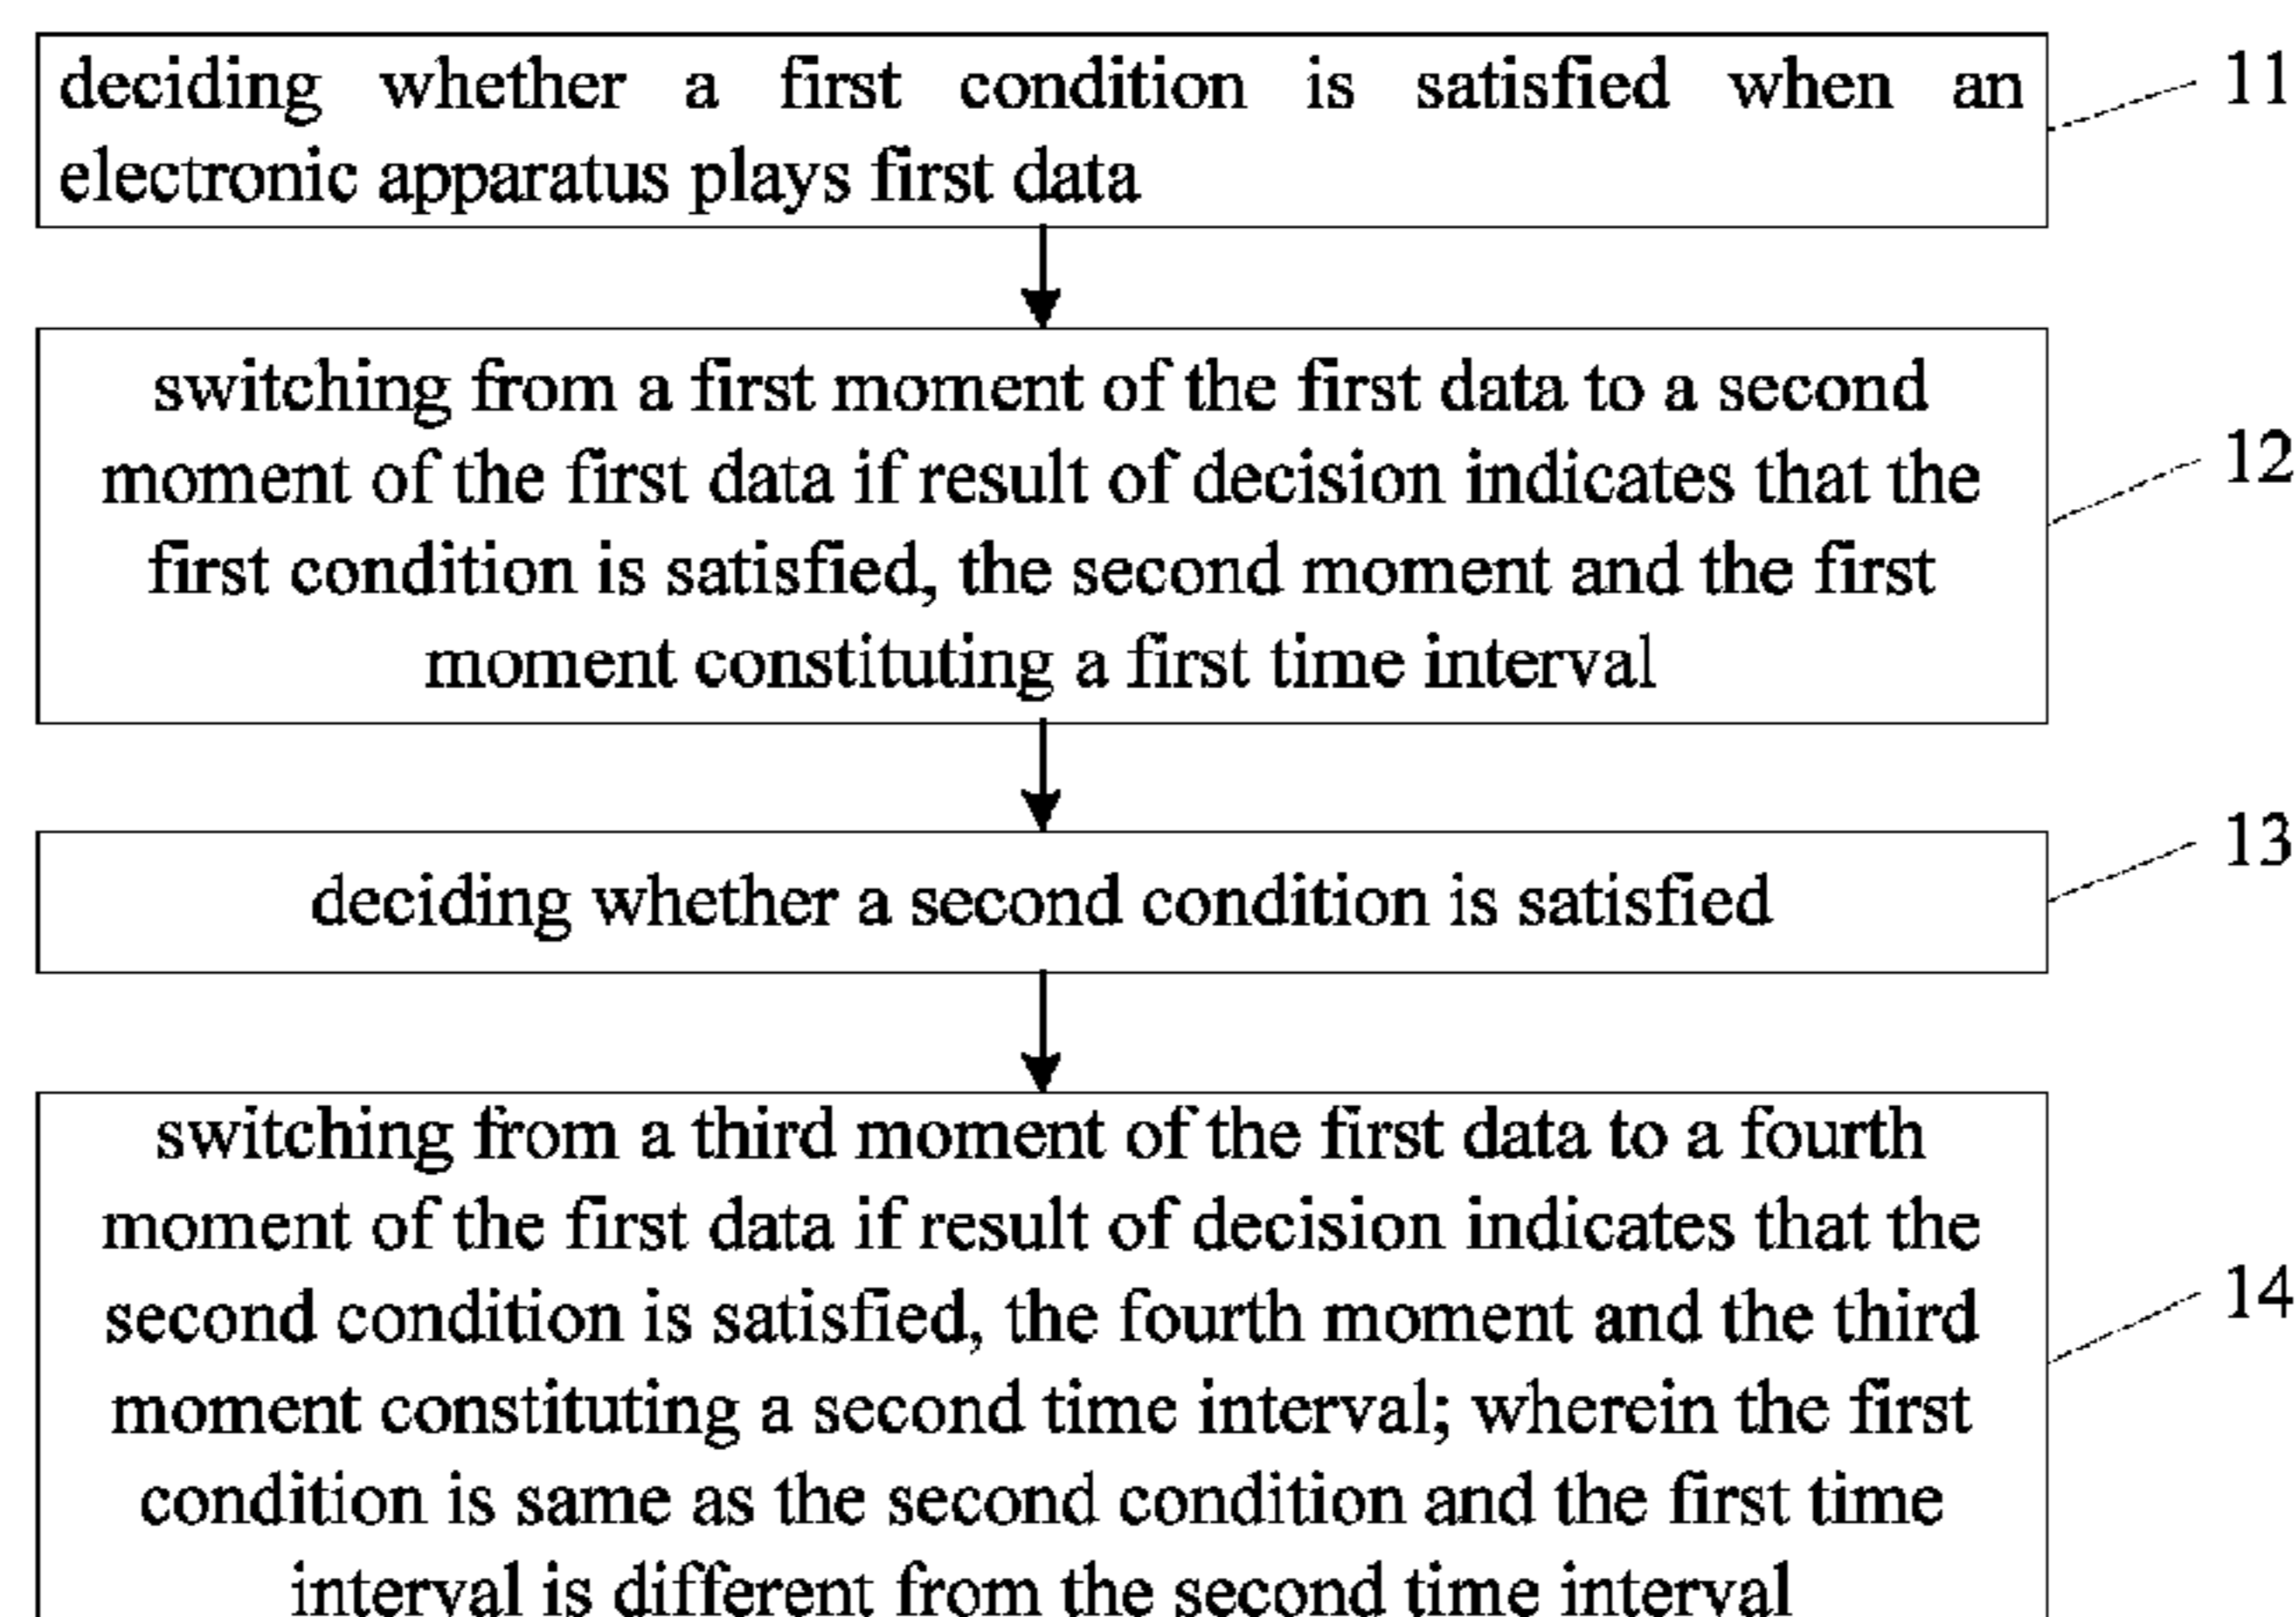 deciding whether a first condition is satisfied when an
electronic apparatus plays first data
11
switching from a first moment of the first data to a second
moment of the first data if result of decision indicates that the
first condition is satisfied, the second moment and the first
moment constituting a first time interval
12
deciding whether a second condition is satisfied
13
switching from a third moment of the first data to a fourth
moment of the first data if result of decision indicates that the
second condition is satisfied, the fourth moment and the third
moment constituting a second time interval; wherein the first
condition is same as the second condition and the first time
interval is different from the second time interval
14